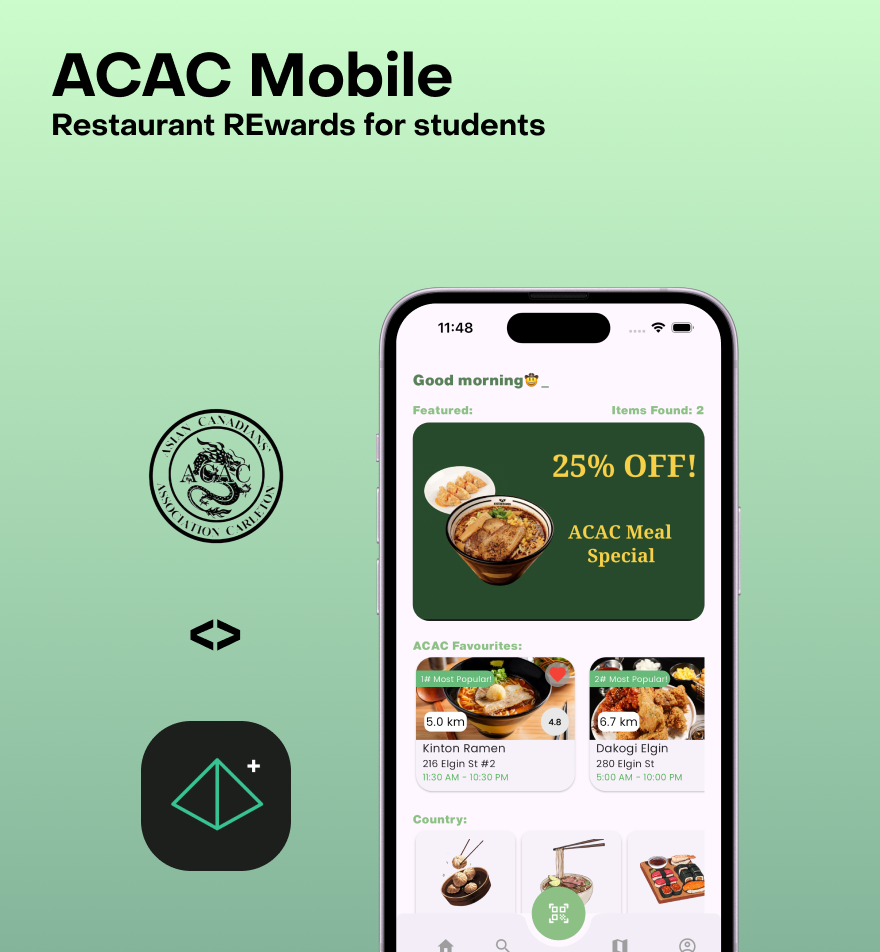 ACAC Mobile
Restaurant REwards for students
11:48
Good morning🤠_
Featured:
Items Found: 2
25% OFF!
ACAC Meal
Special
ASIAN CANADIANS'
ACAC
ASSOCIATION CARLETON
<>
ACAC Favourites:
1# Most Popular!
5.0 km
4.8
Kinton Ramen
216 Elgin St #2
11:30 AM - 10:30 PM
2# Most Popular!
6.7 km
Dakogi Elgin
280 Elgin St
5:00 AM - 10:00 PM
Country: